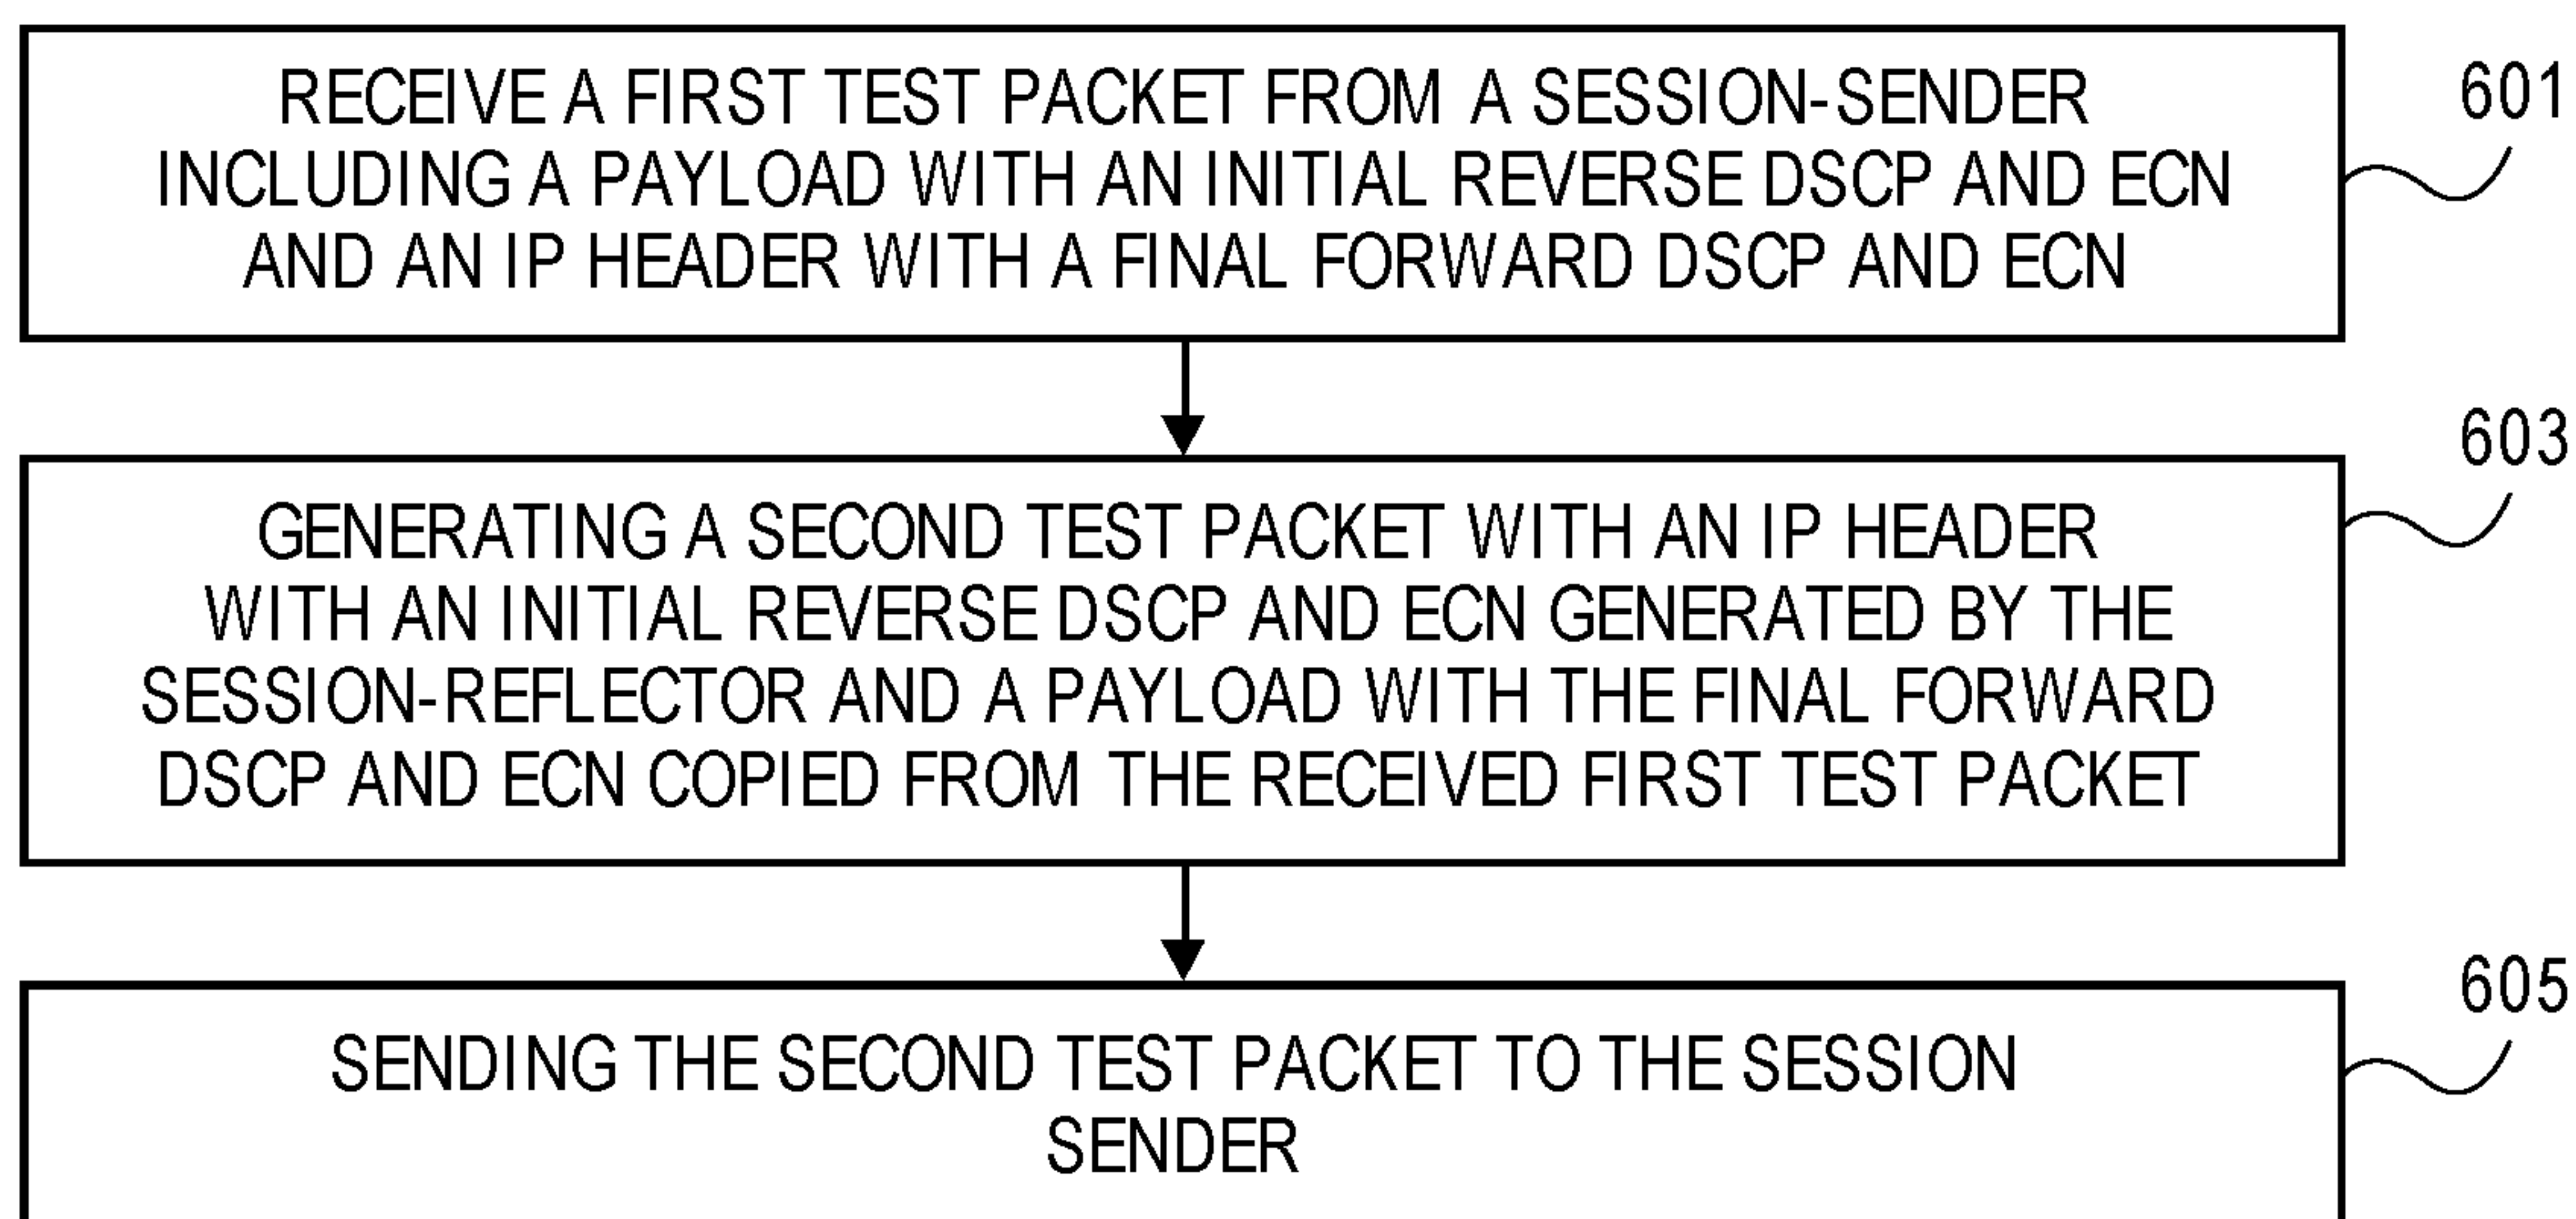 RECEIVE A FIRST TEST PACKET FROM A SESSION-SENDER
INCLUDING A PAYLOAD WITH AN INITIAL REVERSE DSCP AND ECN
AND AN IP HEADER WITH A FINAL FORWARD DSCP AND ECN
601
GENERATING A SECOND TEST PACKET WITH AN IP HEADER
WITH AN INITIAL REVERSE DSCP AND ECN GENERATED BY THE
SESSION-REFLECTOR AND A PAYLOAD WITH THE FINAL FORWARD
DSCP AND ECN COPIED FROM THE RECEIVED FIRST TEST PACKET
603
SENDING THE SECOND TEST PACKET TO THE SESSION
SENDER
605